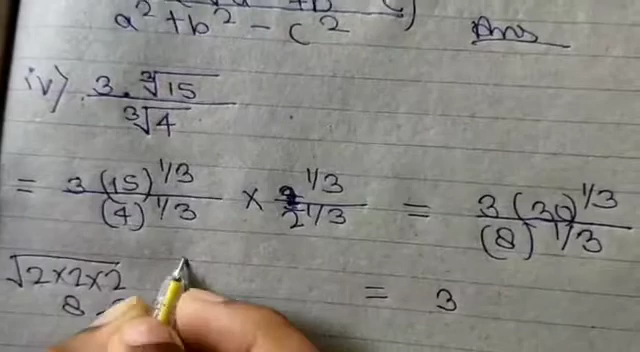 a² + b² - c² Ans
iv) 3.∛15 / ∛4
= 3(15)^1/3 / (4)^1/3 × 2^1/3 / 2^1/3 = 3(30)^1/3 / (8)^1/3
√2×2×2 = 3
8